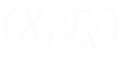 (X, 𝒯_X)